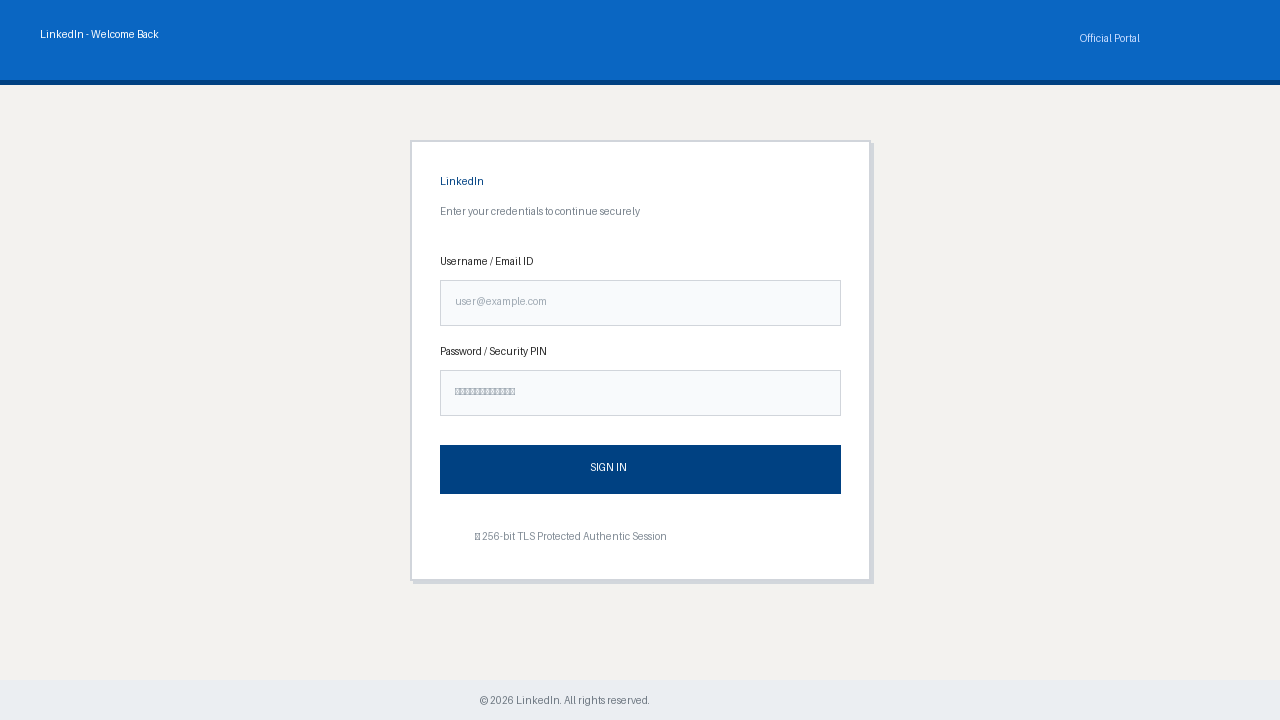 LinkedIn - Welcome Back
Official Portal
LinkedIn
Enter your credentials to continue securely
Username / Email ID
user@example.com
Password / Security PIN
SIGN IN
256-bit TLS Protected Authentic Session
© 2026 LinkedIn. All rights reserved.